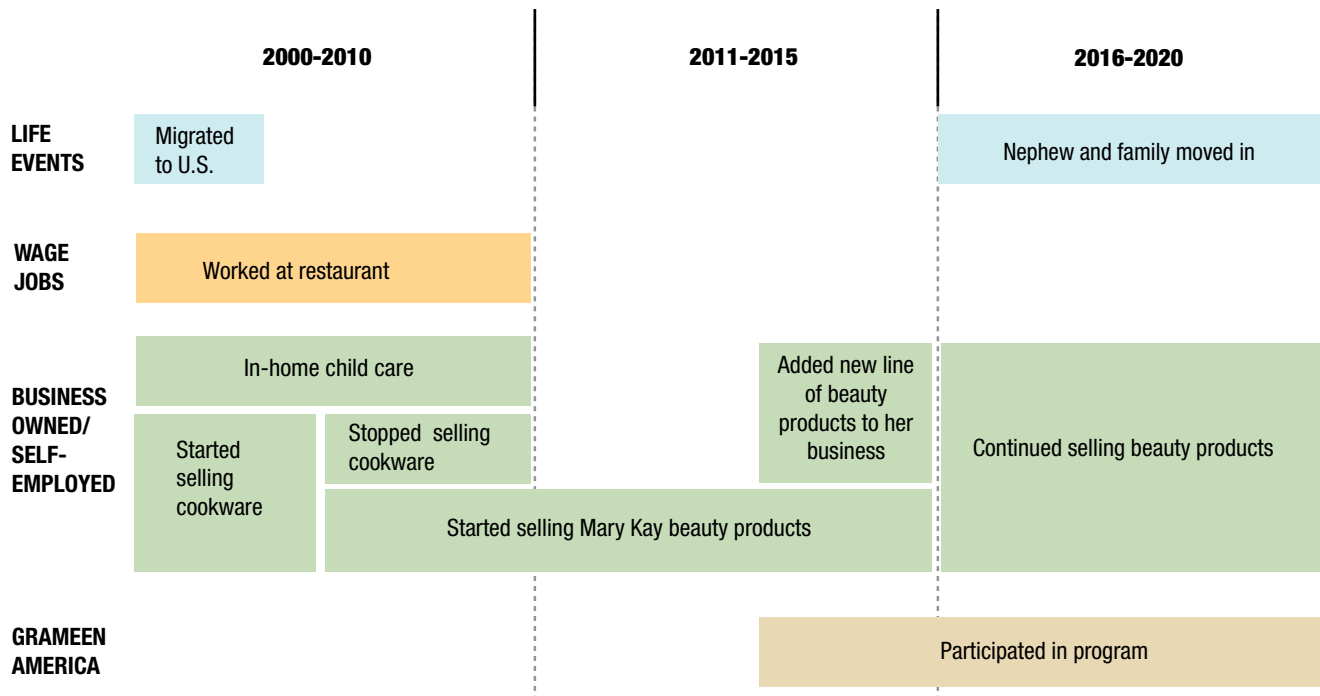 2000-2010
2011-2015
2016-2020
LIFE
EVENTS
Migrated
to U.S.
Nephew and family moved in
WAGE
JOBS
Worked at restaurant
BUSINESS
OWNED/
SELF-
EMPLOYED
In-home child care
Started
selling
cookware
Stopped selling
cookware
Started selling Mary Kay beauty products
Added new line
of beauty
products to her
business
Continued selling beauty products
GRAMEEN
AMERICA
Participated in program